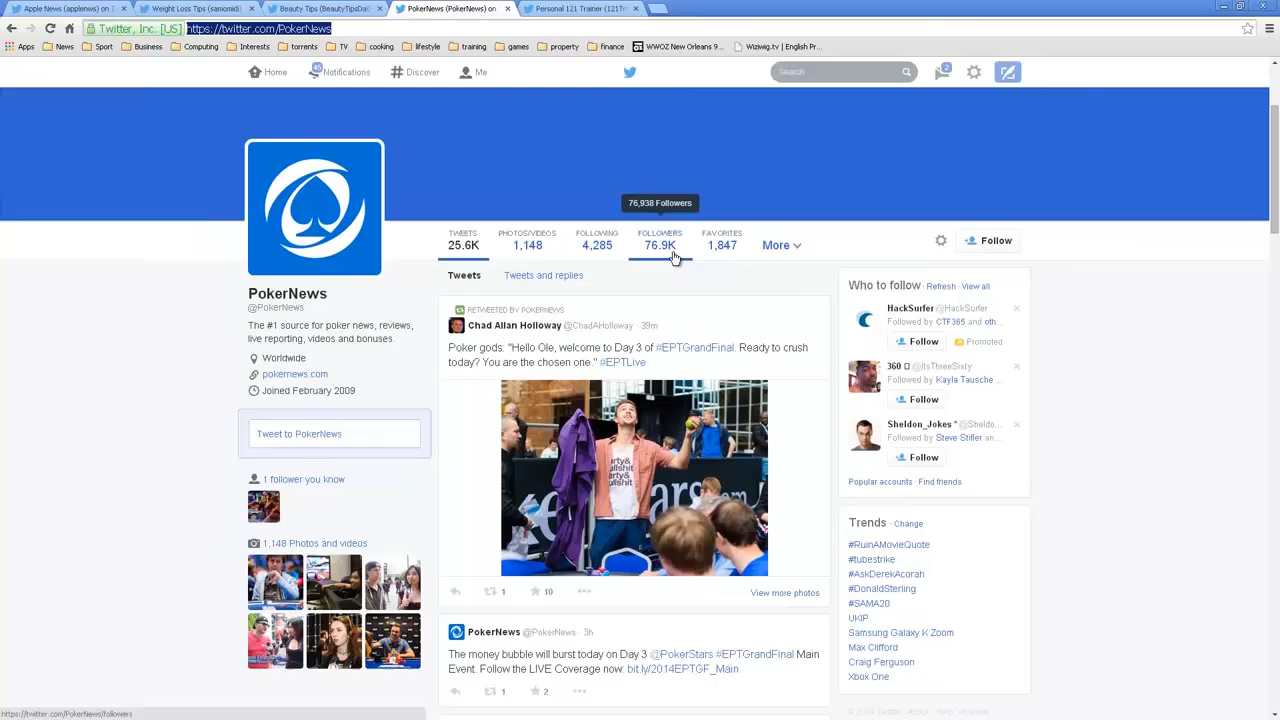 Apple News (applenws) on
Weight Loss Tips (samomidi
Beauty Tips (BeautyTipsDai
PokerNews (PokerNews) on
Personal 121 Trainer (121Tr
Twitter, Inc. [US] https://twitter.com/PokerNews
Apps News Sport Business Computing Interests torrents TV cooking lifestyle training games property finance WWOZ New Orleans 9... Wizwig.tv | English Pr...
Home 45 Notifications Discover Me Search 2
76,938 Followers
TWEETS PHOTOS/VIDEOS FOLLOWING FOLLOWERS FAVORITES
25.6K 1,148 4,285 76.9K 1,847 More Follow
PokerNews
@PokerNews
The #1 source for poker news, reviews,
live reporting, videos and bonuses.
Worldwide
pokernews.com
Joined February 2009
Tweet to PokerNews
1 follower you know
1,148 Photos and videos
Tweets Tweets and replies
RETWEETED BY POKERNEWS
Chad Allan Holloway @ChadAHolloway · 39m
Poker gods: "Hello Ole, welcome to Day 3 of #EPTGrandFinal. Ready to crush
today? You are the chosen one." #EPTLive
1 10 View more photos
PokerNews @PokerNews · 3h
The money bubble will burst today on Day 3 @PokerStars #EPTGrandFinal Main
Event. Follow the LIVE Coverage now: bit.ly/2014EPTGF_Main
1 2
Who to follow · Refresh · View all
HackSurfer @HackSurfer
Followed by CTF365 and oth...
Follow Promoted
360 @ItsThreeSixty
Followed by Kayla Tausche ...
Follow
Sheldon_Jokes * @Sheldo...
Followed by Steve Stifler an...
Follow
Popular accounts · Find friends
Trends · Change
#RuinAMovieQuote
#tubestrike
#AskDerekAcorah
#DonaldSterling
#SAMA20
UKIP
Samsung Galaxy K Zoom
Max Clifford
Craig Ferguson
Xbox One
© 2014 Twitter About Help
https://twitter.com/PokerNews/followers